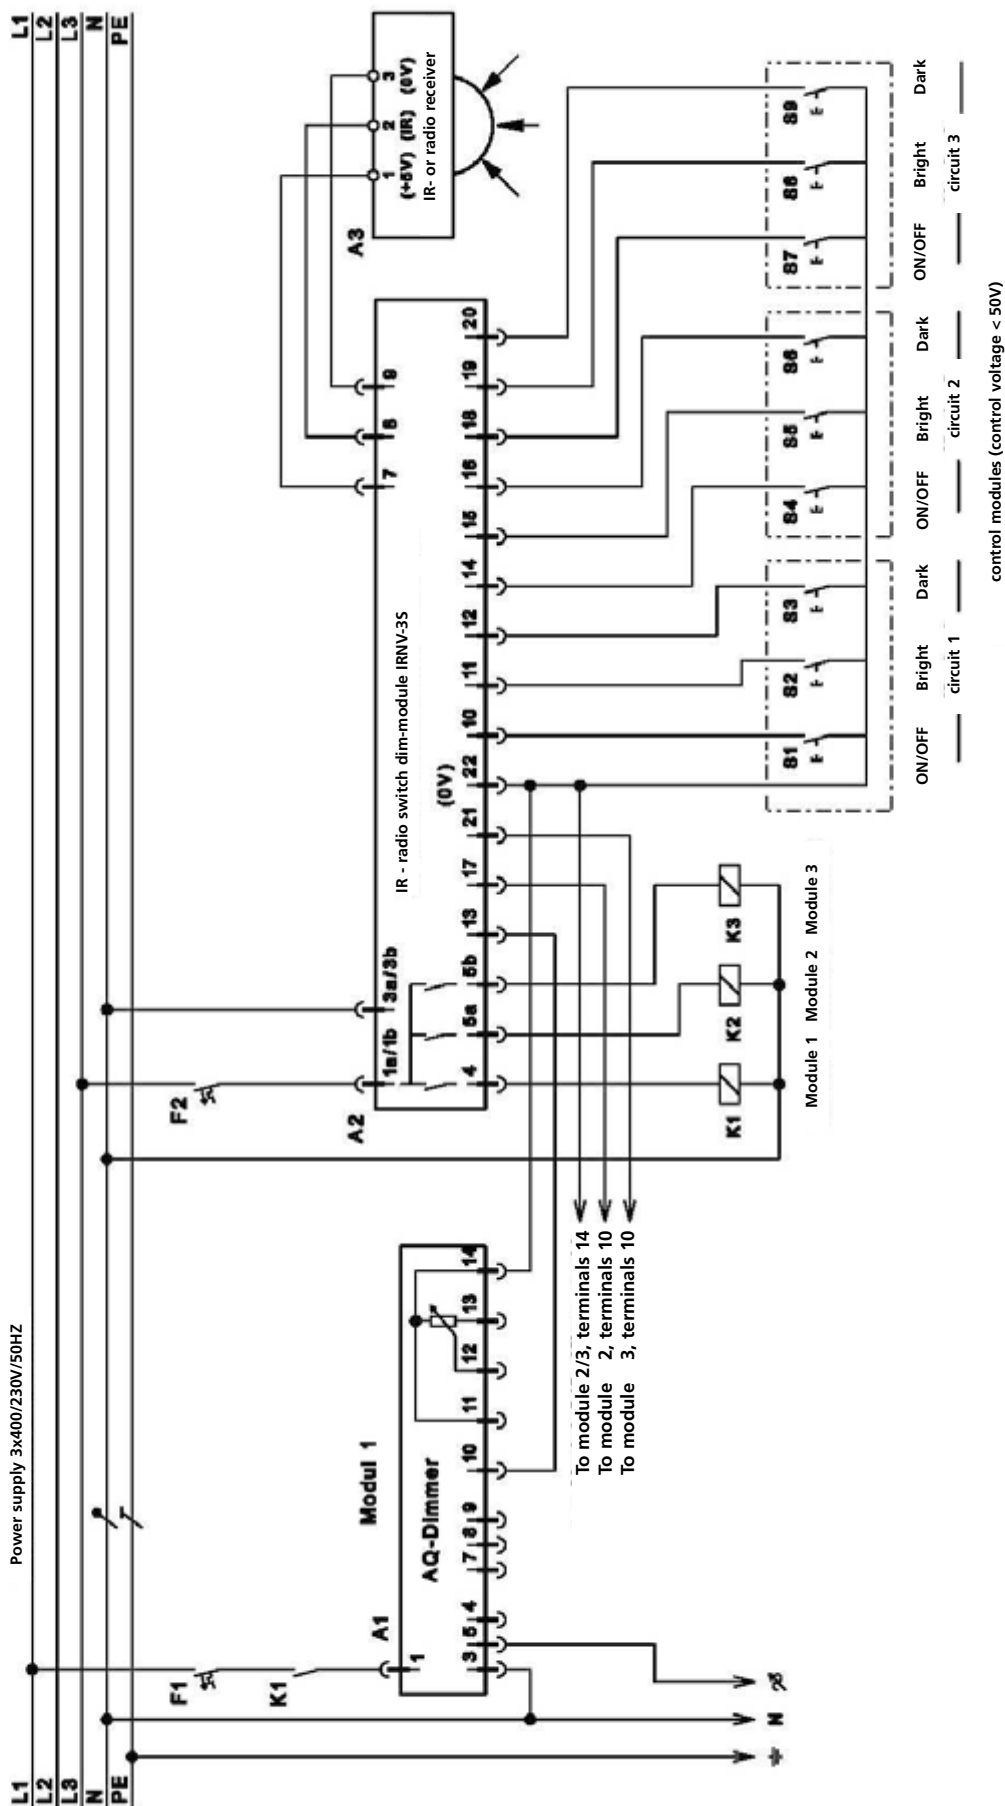 Power supply 3x400/230V/50HZ
L1
L2
L3
N
PE
L1
L2
L3
N
PE
F1
K1
A1
Modul 1
AQ-Dimmer
1
3
5
4
7
8
9
10
11
12
13
14
F2
A2
1a/1b
3a/3b
IR - radio switch dim-module IRNV-3S
7
8
9
4
5a
5b
13
17
21
22
(0V)
10
11
12
14
15
16
18
19
20
A3
1
2
3
(+5V)
(IR)
(0V)
IR- or radio receiver
K1
K2
K3
Module 1
Module 2
Module 3
To module 2/3, terminals 14
To module 2, terminals 10
To module 3, terminals 10
N
S1
S2
S3
S4
S5
S6
S7
S8
S9
ON/OFF
Bright
Dark
ON/OFF
Bright
Dark
ON/OFF
Bright
Dark
circuit 1
circuit 2
circuit 3
control modules (control voltage < 50V)